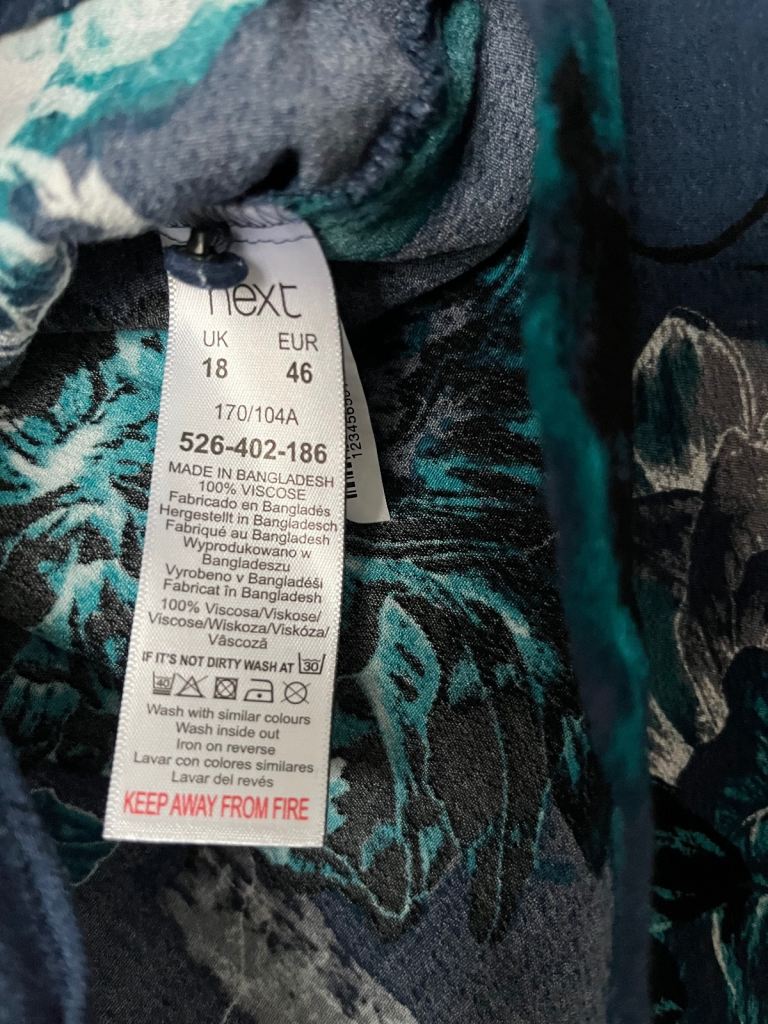 next
UK EUR
18 46
170/104A
526-402-186
MADE IN BANGLADESH
100% VISCOSE
Fabricado en Bangladés
Hergestellt in Bangladesch
Fabriqué au Bangladesh
Wyprodukowano w
Bangladeszu
Vyrobeno v Bangladéši
Fabricat în Bangladesh
100% Viscosa/Viskose/
Viscose/Wiskoza/Viskóza/
Vâscoză
IF IT'S NOT DIRTY WASH AT 30
40
Wash with similar colours
Wash inside out
Iron on reverse
Lavar con colores similares
Lavar del revés
KEEP AWAY FROM FIRE